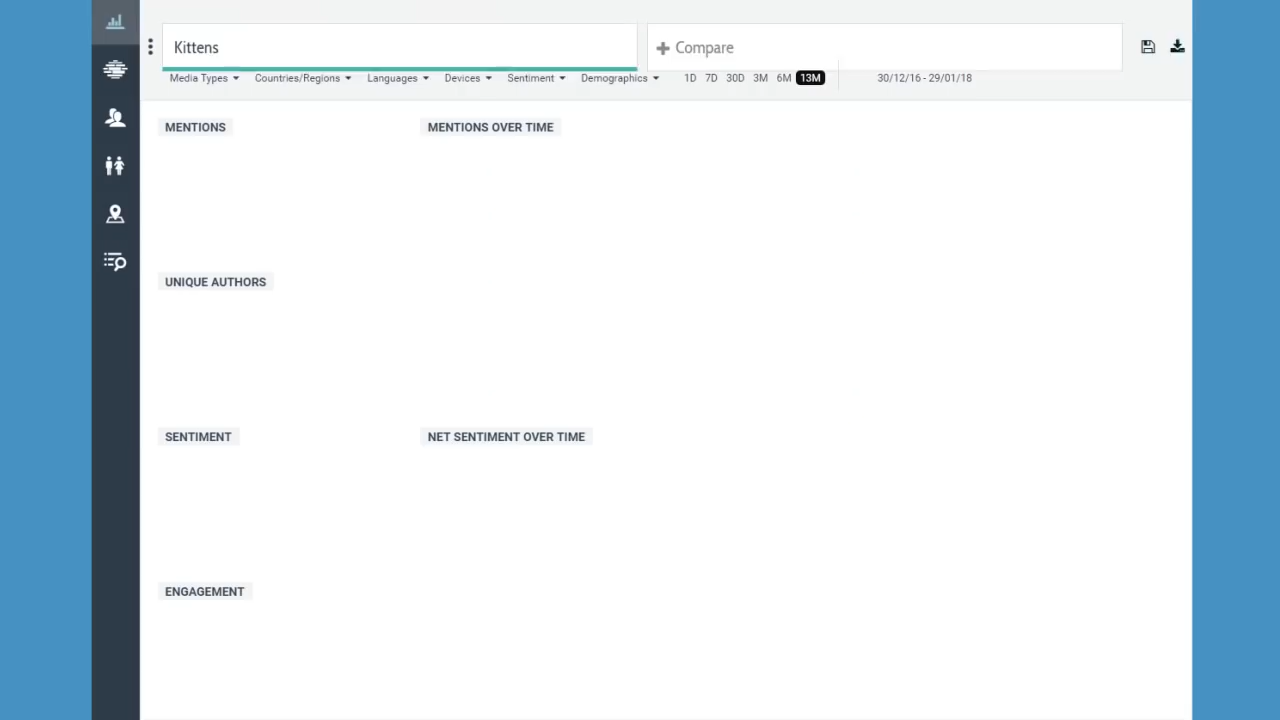 Kittens
Compare
Media Types Countries/Regions Languages Devices Sentiment Demographics 1D 7D 30D 3M 6M 13M 30/12/16 - 29/01/18
MENTIONS MENTIONS OVER TIME
UNIQUE AUTHORS
SENTIMENT NET SENTIMENT OVER TIME
ENGAGEMENT